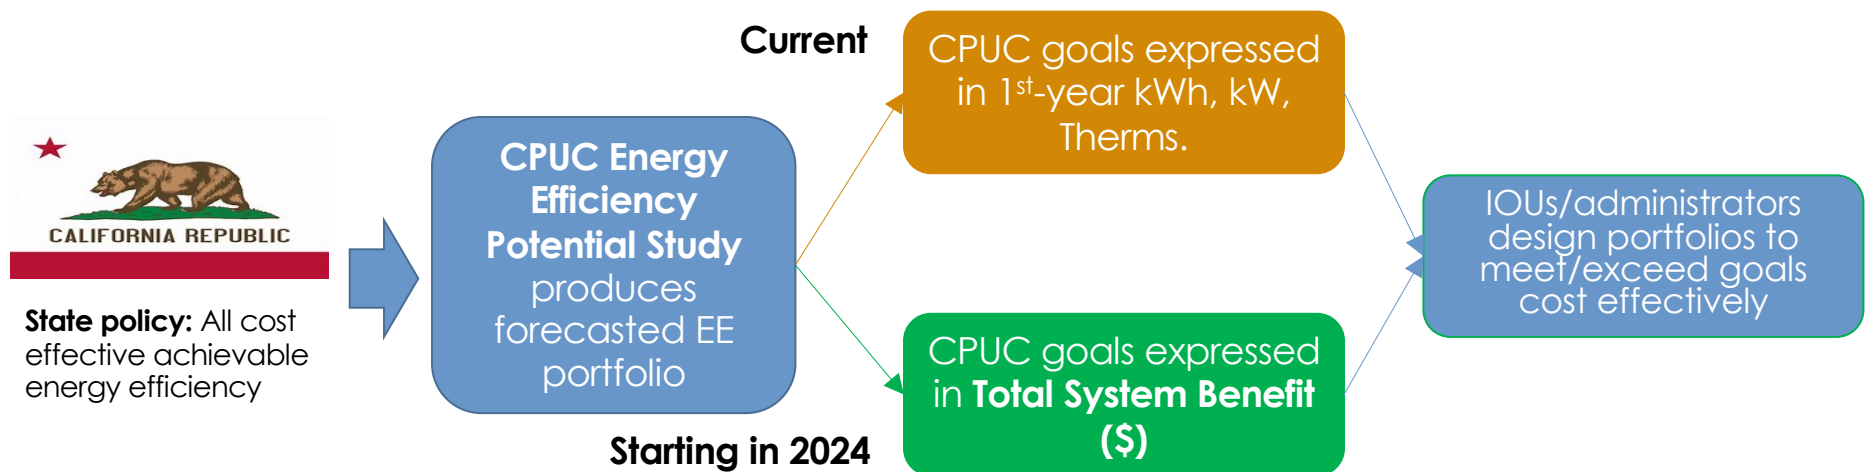 CALIFORNIA REPUBLIC
State policy: All cost
effective achievable
energy efficiency
CPUC Energy
Efficiency
Potential Study
produces
forecasted EE
portfolio
Current
CPUC goals expressed
in 1st-year kWh, kW,
Therms.
Starting in 2024
CPUC goals expressed
in Total System Benefit
($)
IOUs/administrators
design portfolios to
meet/exceed goals
cost effectively